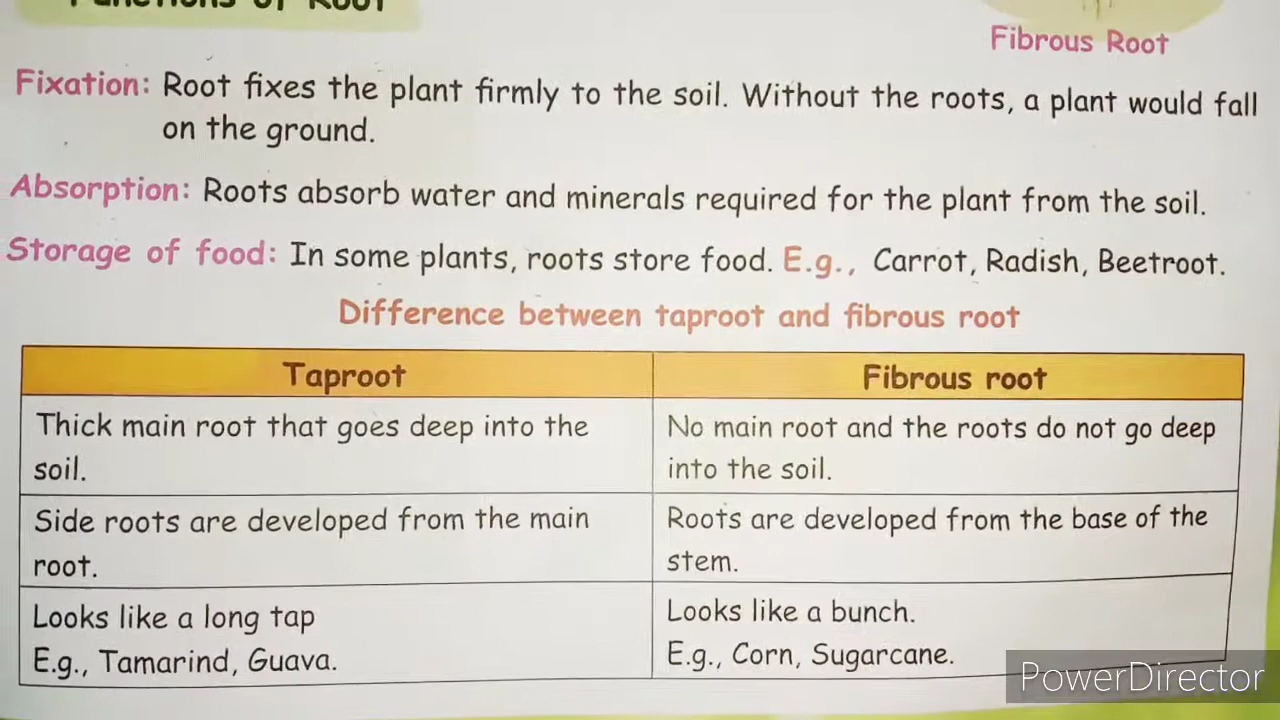 Functions of Root
Fibrous Root
Fixation: Root fixes the plant firmly to the soil. Without the roots, a plant would fall
on the ground.
Absorption: Roots absorb water and minerals required for the plant from the soil.
Storage of food: In some plants, roots store food. E.g., Carrot, Radish, Beetroot.
Difference between taproot and fibrous root
Taproot
Fibrous root
Thick main root that goes deep into the
soil.
No main root and the roots do not go deep
into the soil.
Side roots are developed from the main
root.
Roots are developed from the base of the
stem.
Looks like a long tap
E.g., Tamarind, Guava.
Looks like a bunch.
E.g., Corn, Sugarcane.
PowerDirector